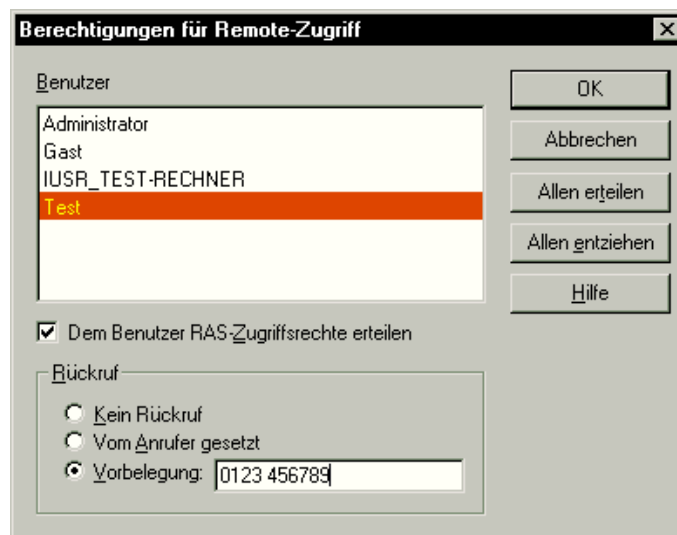 Berechtigungen für Remote-Zugriff
Benutzer
Administrator
Gast
IUSR_TEST-RECHNER
Test
OK
Abbrechen
Allen erteilen
Allen entziehen
Hilfe
Dem Benutzer RAS-Zugriffsrechte erteilen
Rückruf
Kein Rückruf
Vom Anrufer gesetzt
Vorbelegung: 0123 456789